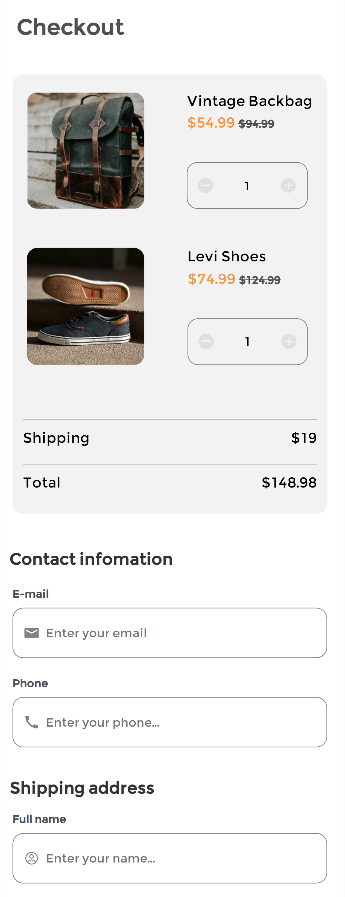 Checkout
Vintage Backbag
$54.99 $94.99
1
Levi Shoes
$74.99 $124.99
1
Shipping $19
Total $148.98
Contact infomation
E-mail
Enter your email
Phone
Enter your phone...
Shipping address
Full name
Enter your name...